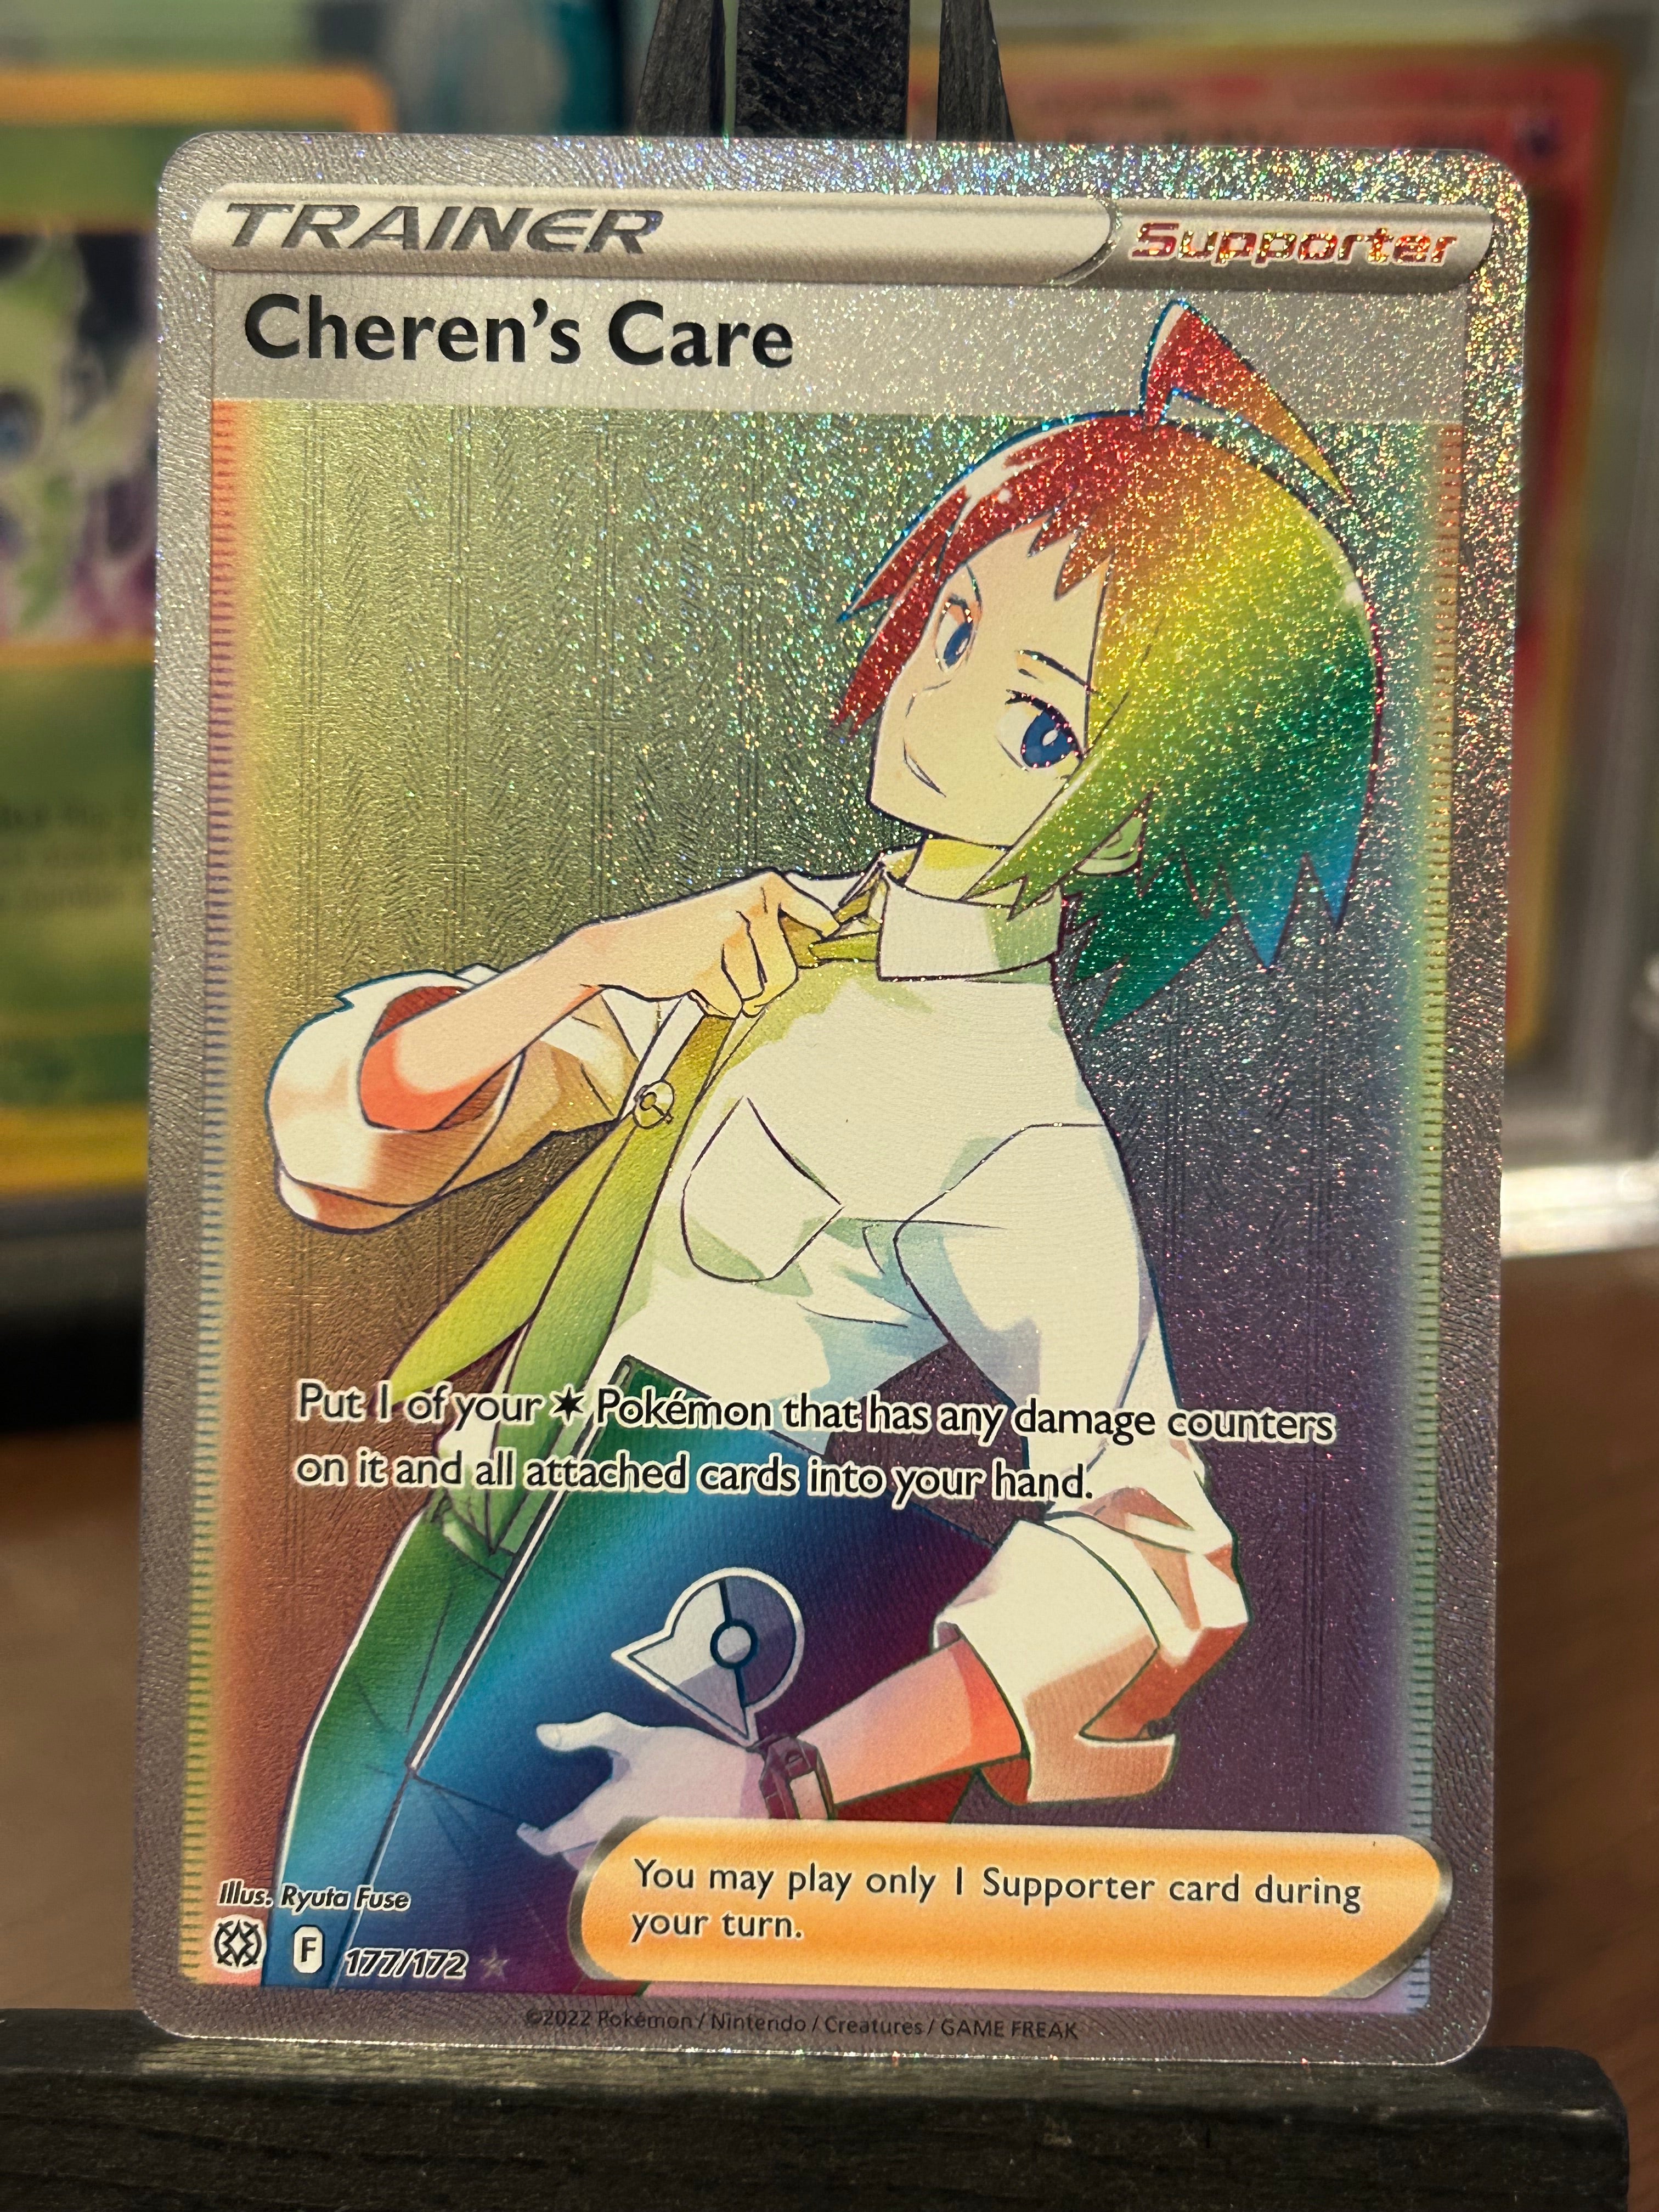 TRAINER Supporter
Cheren's Care
Put 1 of your ✶ Pokémon that has any damage counters
on it and all attached cards into your hand.
You may play only 1 Supporter card during
your turn.
Illus. Ryuta Fuse
F 177/172 ★
©2022 Pokémon / Nintendo / Creatures / GAME FREAK